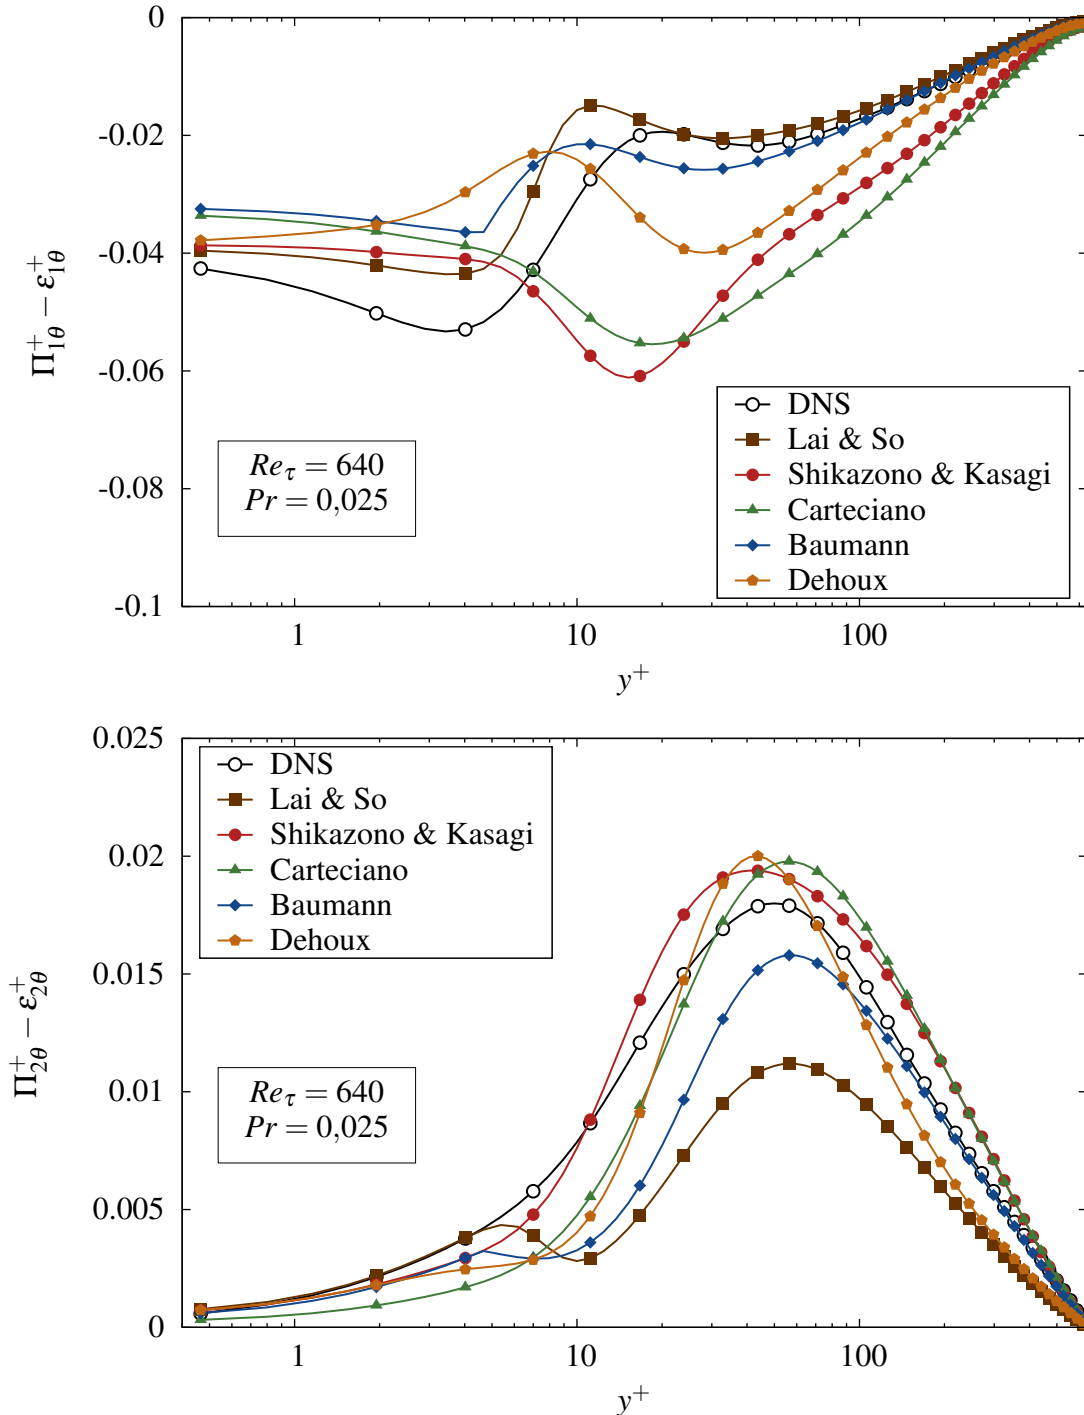 0
-0.02
-0.04
-0.06
-0.08
-0.1
Π⁺₁θ − ε⁺₁θ
DNS
Lai & So
Shikazono & Kasagi
Carteciano
Baumann
Dehoux
Reτ = 640
Pr = 0,025
1 10 100
y⁺
0.025
0.02
0.015
0.01
0.005
0
Π⁺₂θ − ε⁺₂θ
DNS
Lai & So
Shikazono & Kasagi
Carteciano
Baumann
Dehoux
Reτ = 640
Pr = 0,025
1 10 100
y⁺